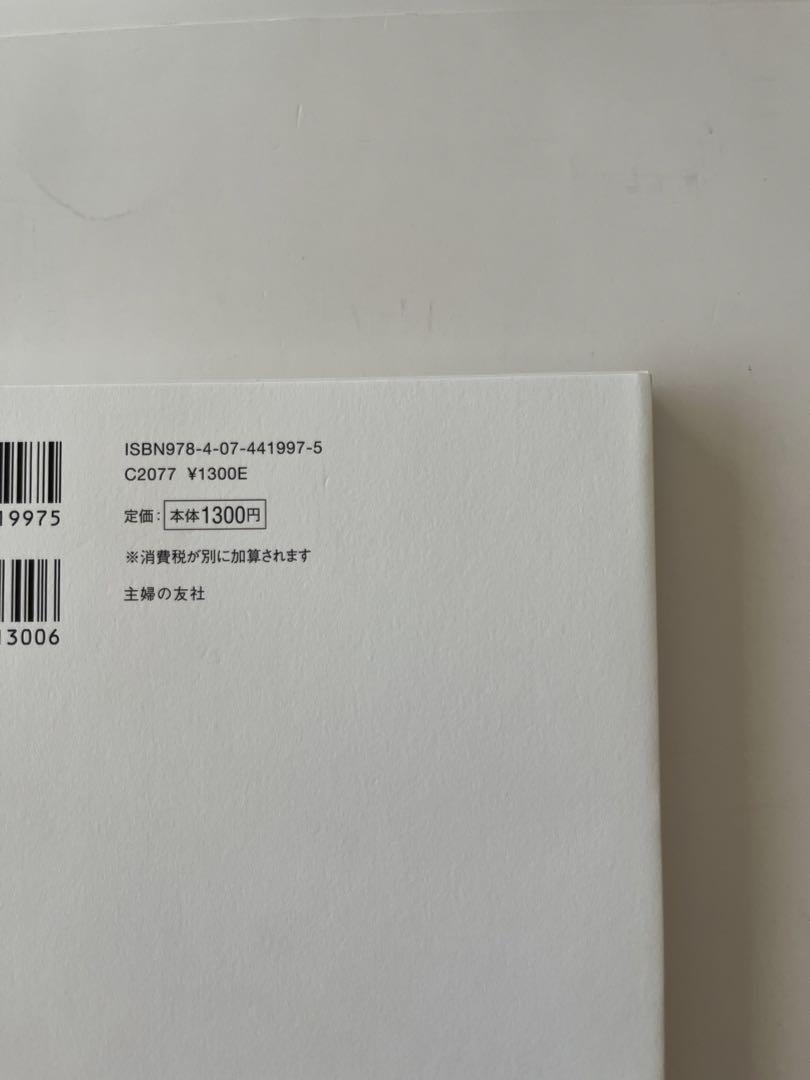 ISBN978-4-07-441997-5
C2077 ¥1300E
定価：本体1300円
※消費税が別に加算されます
主婦の友社
19975
13006